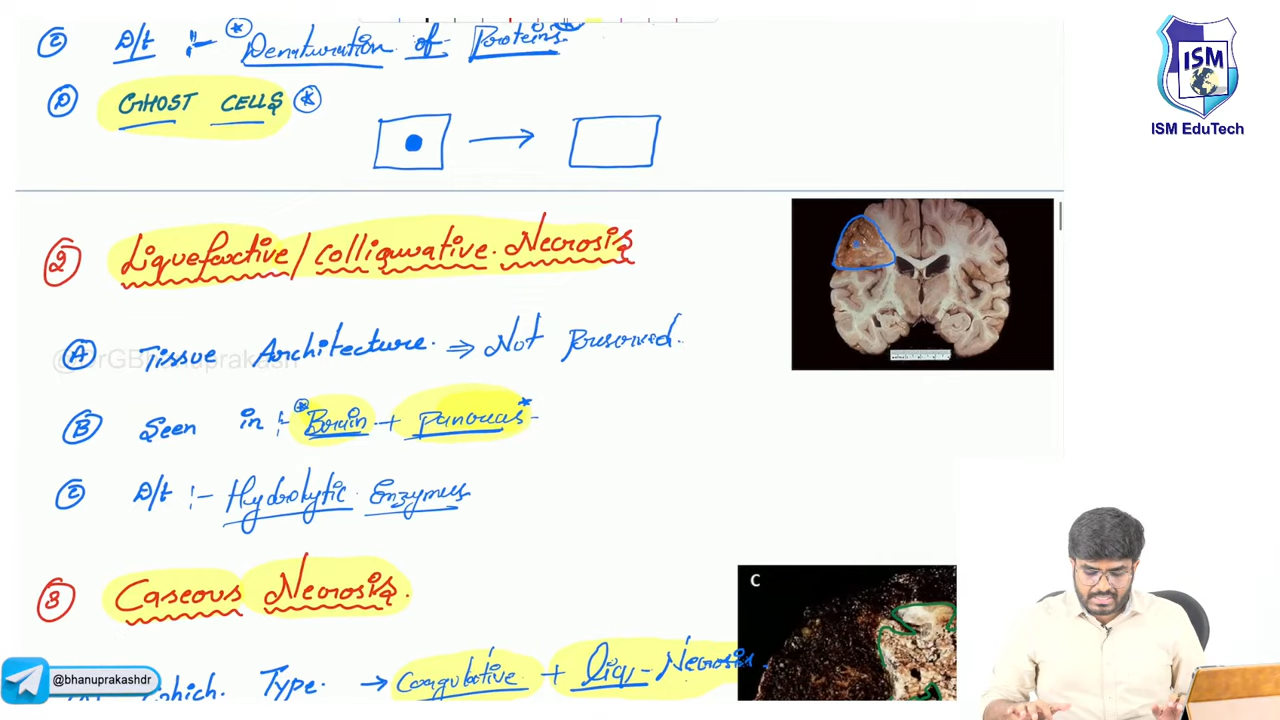 C D/t :- Denaturation of Proteins
D GHOST CELLS
ISM
ISM EduTech
2 Liquefactive / Colliquvative Necrosis
A Tissue Architecture ⇒ Not Preserved.
B Seen in :- Brain + Pancreas
C D/t :- Hydrolytic Enzymes
3 Caseous Necrosis.
C
Type → Coagulative + liq- Necrosis.
@bhanuprakashdr